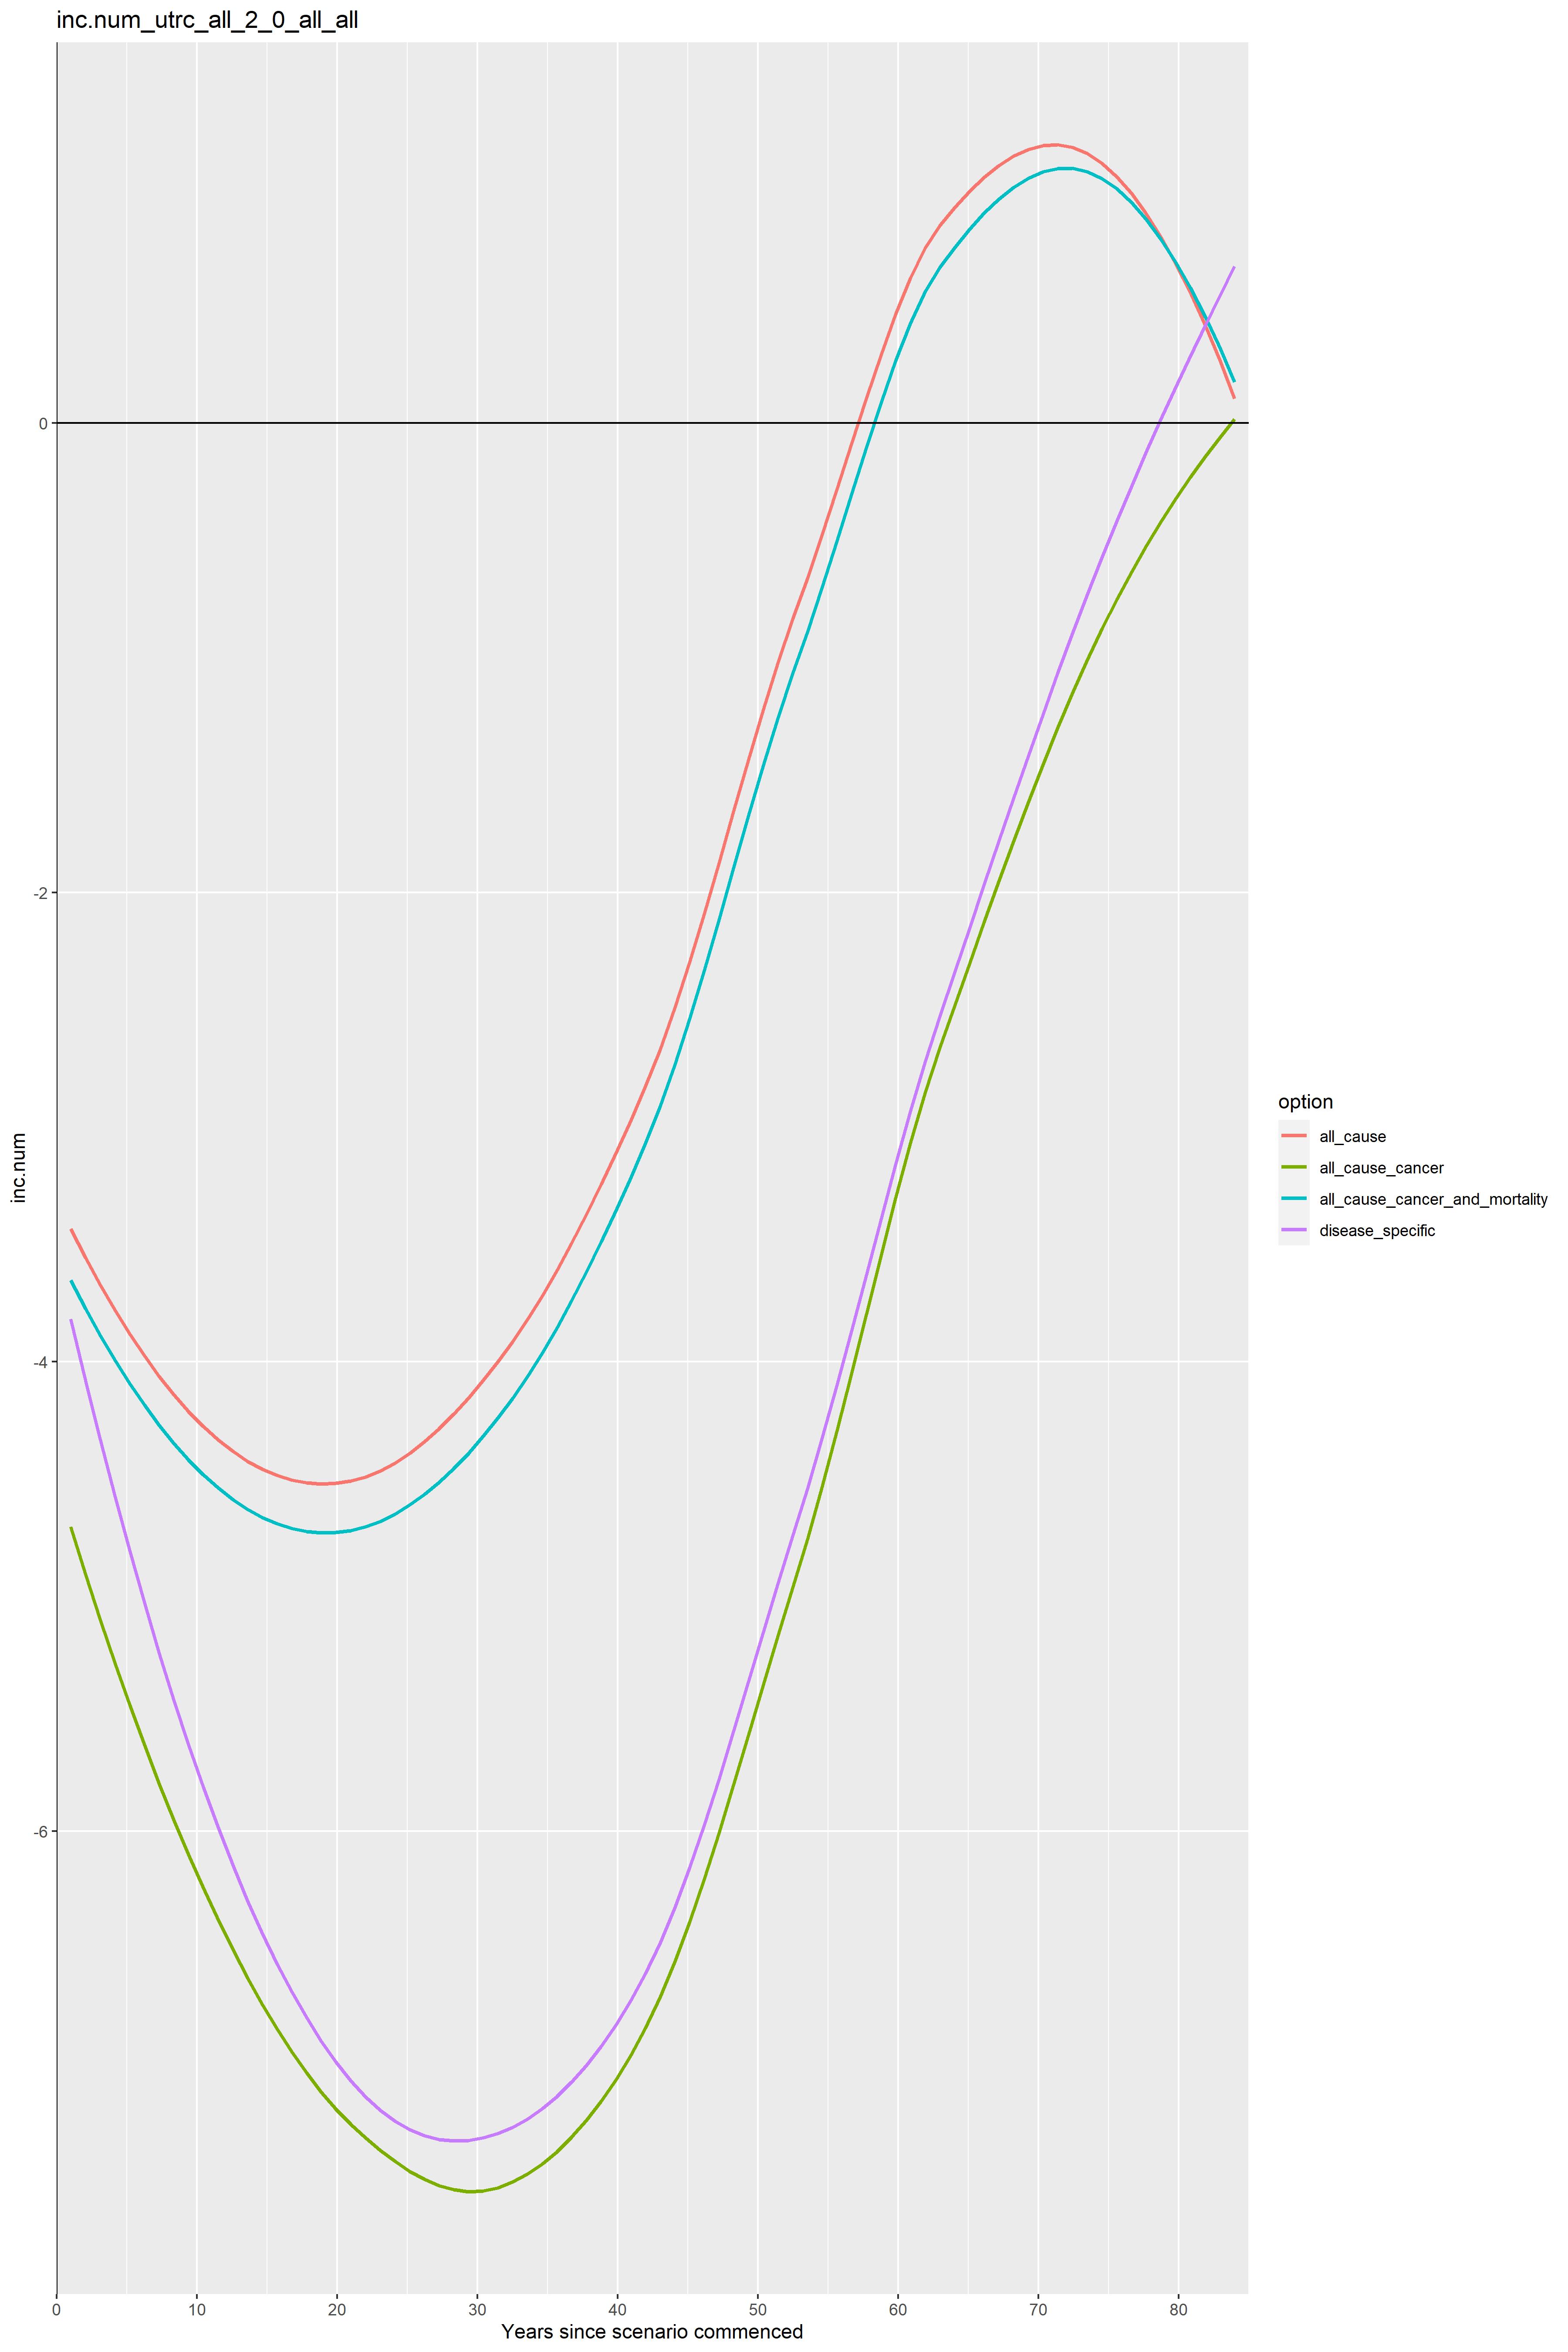 inc.num_utrc_all_2_0_all_all
0
-2
-4
-6
inc.num
0 10 20 30 40 50 60 70 80
Years since scenario commenced
option
all_cause
all_cause_cancer
all_cause_cancer_and_mortality
disease_specific